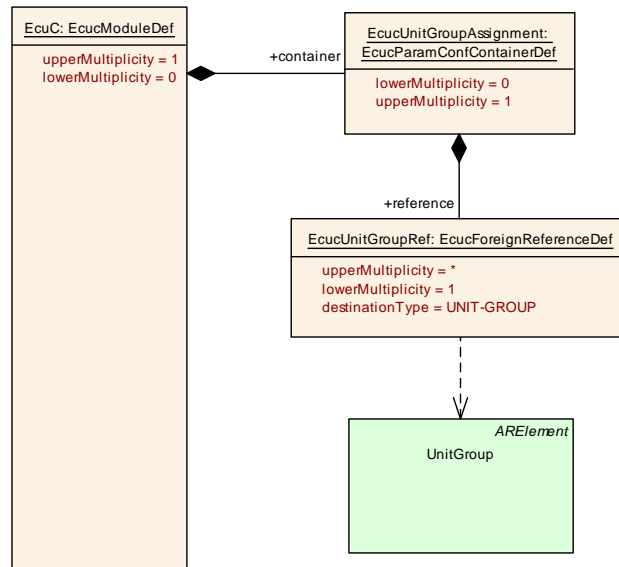 EcuC: EcucModuleDef
upperMultiplicity = 1
lowerMultiplicity = 0
+container
EcucUnitGroupAssignment:
EcucParamConfContainerDef
lowerMultiplicity = 0
upperMultiplicity = 1
+reference
EcucUnitGroupRef: EcucForeignReferenceDef
upperMultiplicity = *
lowerMultiplicity = 1
destinationType = UNIT-GROUP
ARElement
UnitGroup